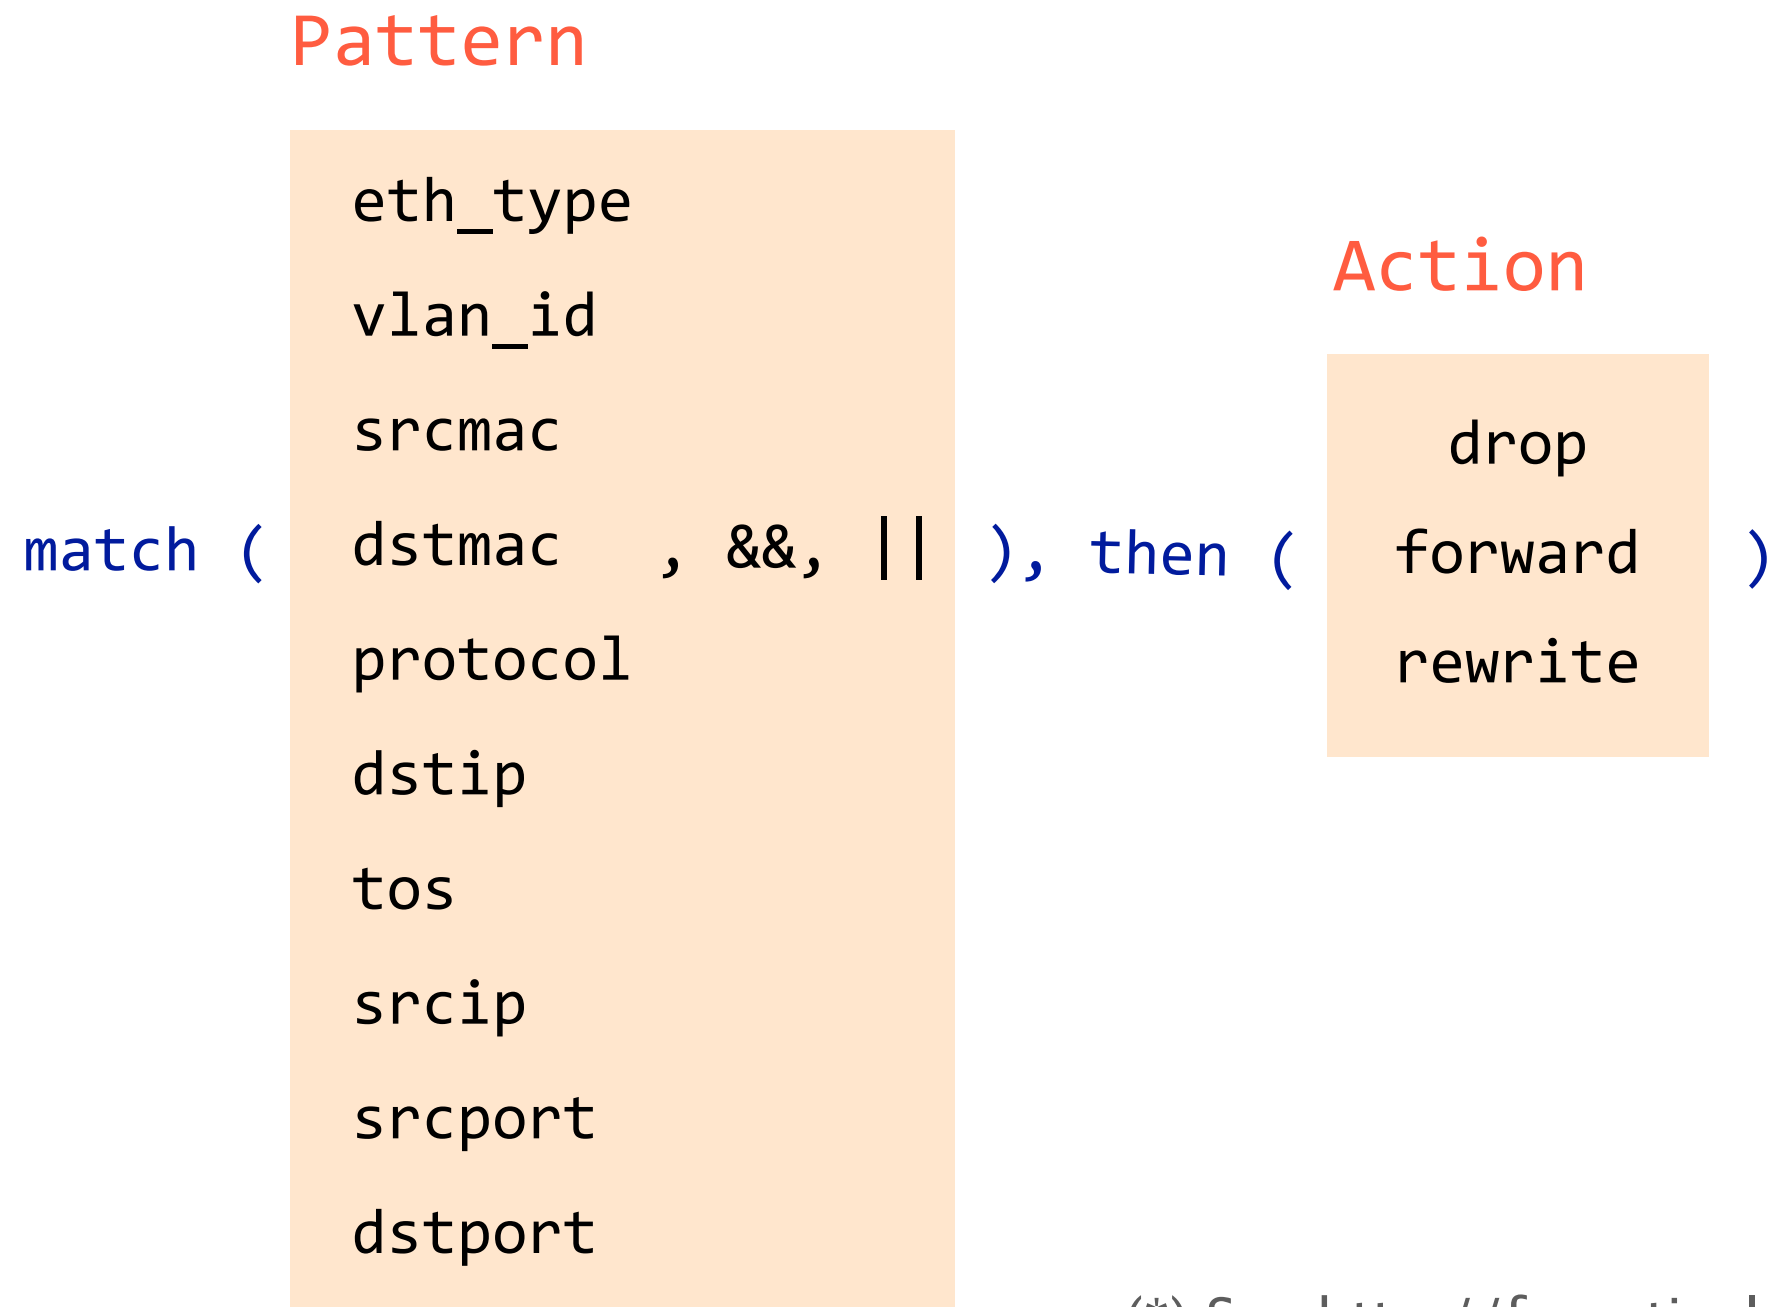 Pattern
eth_type
vlan_id
Action
srcmac
drop
match ( dstmac , &&, || ), then ( forward )
protocol
rewrite
dstip
tos
srcip
srcport
dstport
(*)